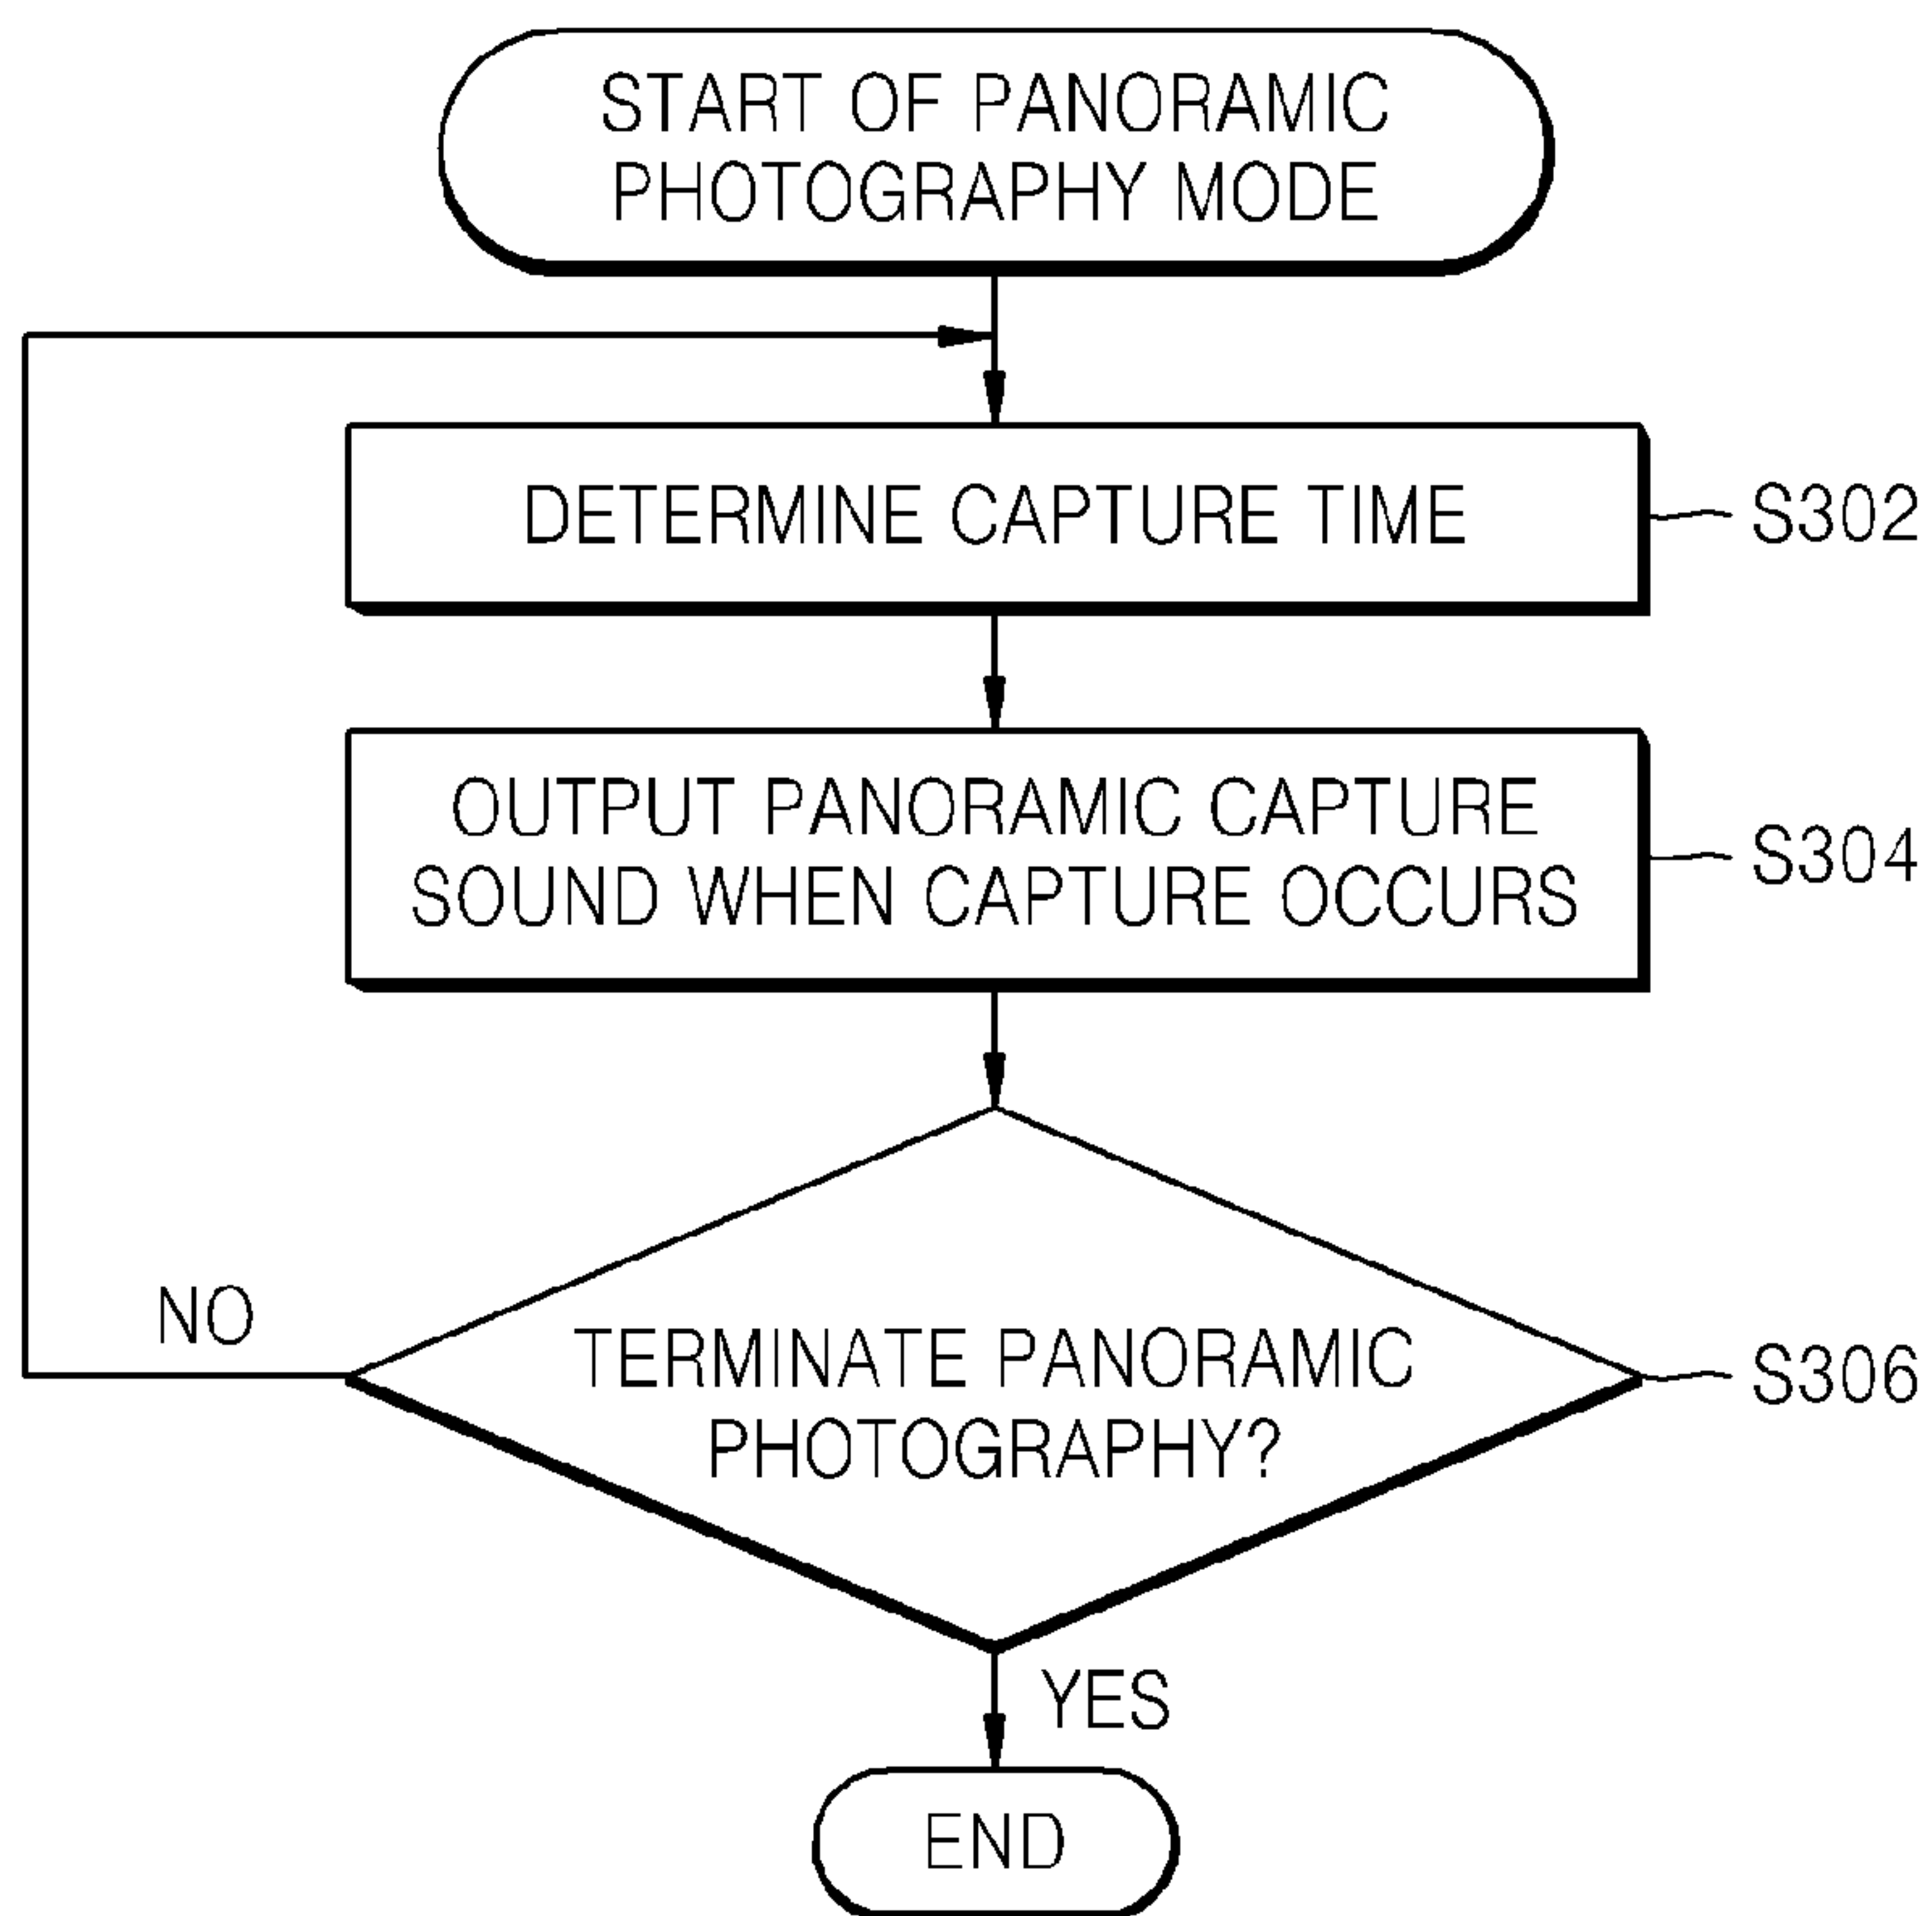 START OF PANORAMIC
PHOTOGRAPHY MODE
DETERMINE CAPTURE TIME
S302
OUTPUT PANORAMIC CAPTURE
SOUND WHEN CAPTURE OCCURS
S304
NO
TERMINATE PANORAMIC
PHOTOGRAPHY?
S306
YES
END